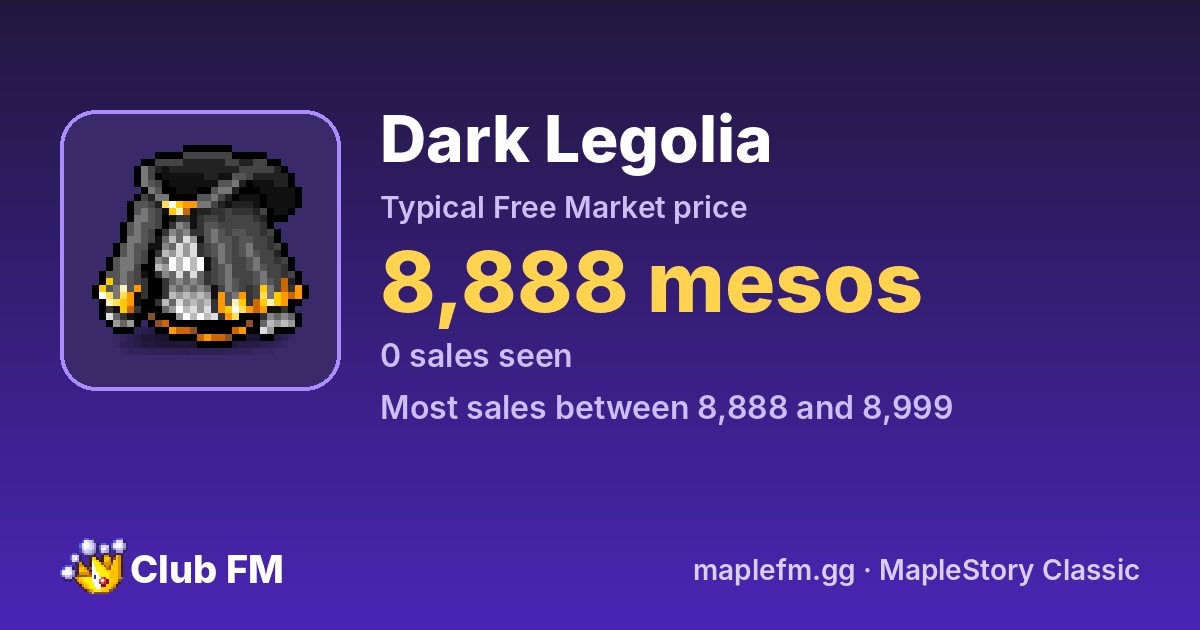 Dark Legolia
Typical Free Market price
8,888 mesos
0 sales seen
Most sales between 8,888 and 8,999
Club FM
maplefm.gg · MapleStory Classic